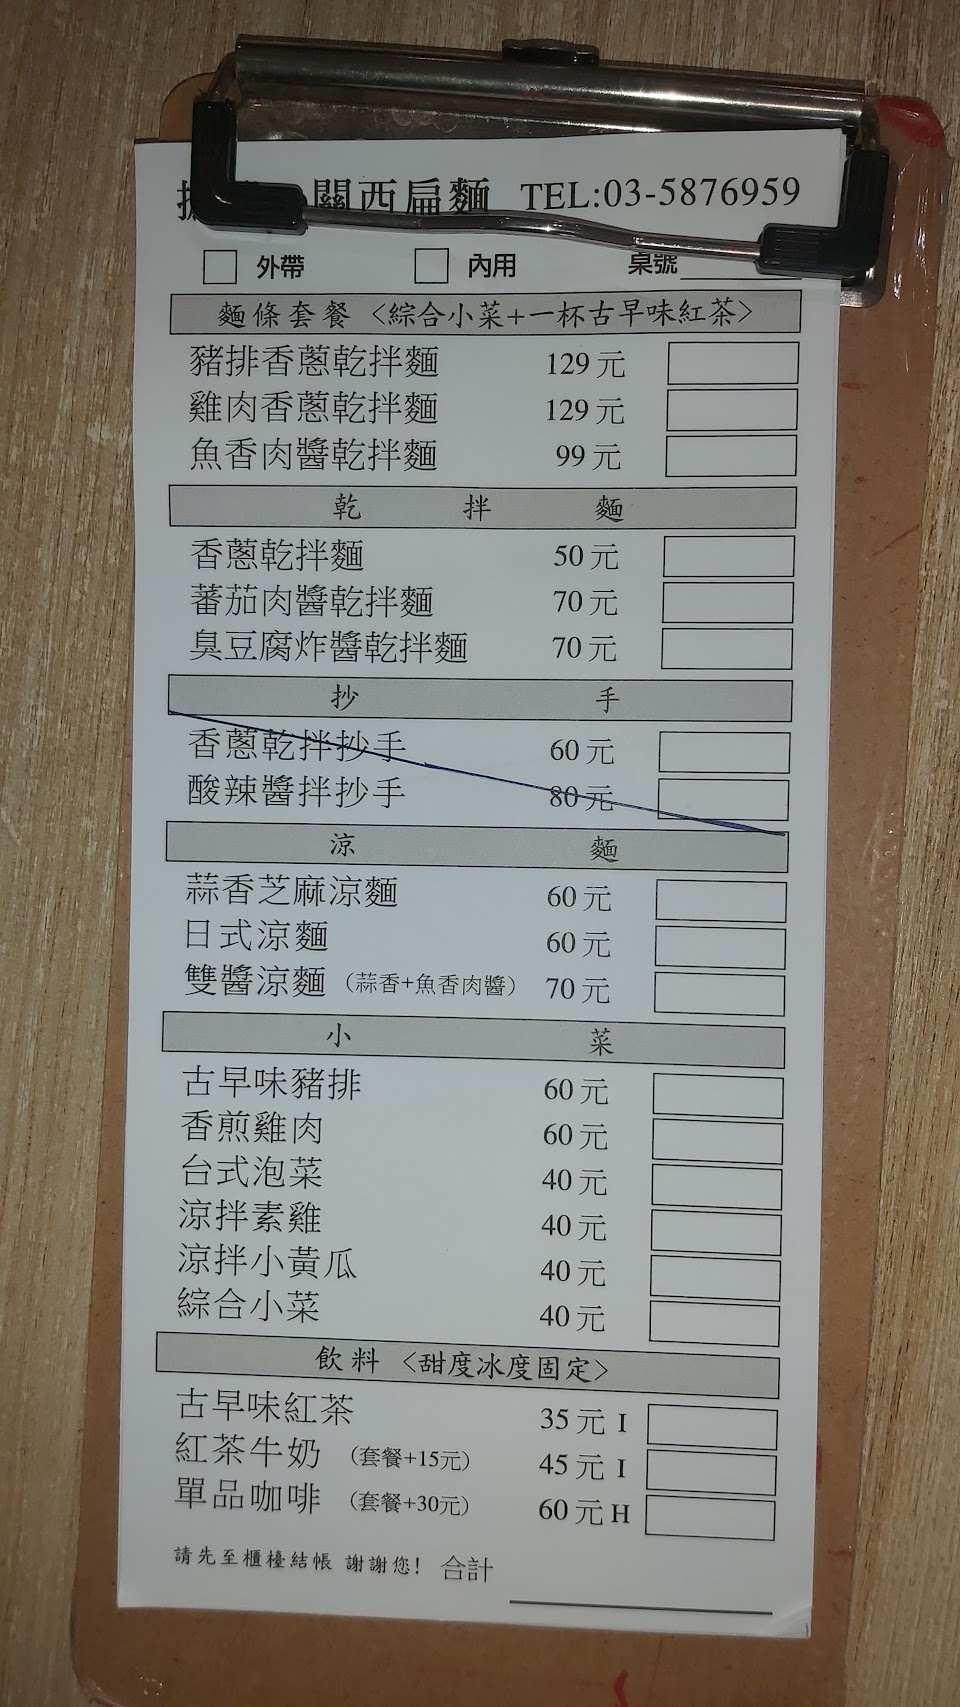 關西扁麵 TEL:03-5876959
外帶 內用 桌號
麵條套餐〈綜合小菜+一杯古早味紅茶〉
豬排香蔥乾拌麵 129元
雞肉香蔥乾拌麵 129元
魚香肉醬乾拌麵 99元
乾拌麵
香蔥乾拌麵 50元
蕃茄肉醬乾拌麵 70元
臭豆腐炸醬乾拌麵 70元
抄手
香蔥乾拌抄手 60元
酸辣醬拌抄手 80元
涼麵
蒜香芝麻涼麵 60元
日式涼麵 60元
雙醬涼麵（蒜香+魚香肉醬） 70元
小菜
古早味豬排 60元
香煎雞肉 60元
台式泡菜 40元
涼拌素雞 40元
涼拌小黃瓜 40元
綜合小菜 40元
飲料〈甜度冰度固定〉
古早味紅茶 35元 I
紅茶牛奶（套餐+15元） 45元 I
單品咖啡（套餐+30元） 60元 H
請先至櫃檯結帳 謝謝您! 合計